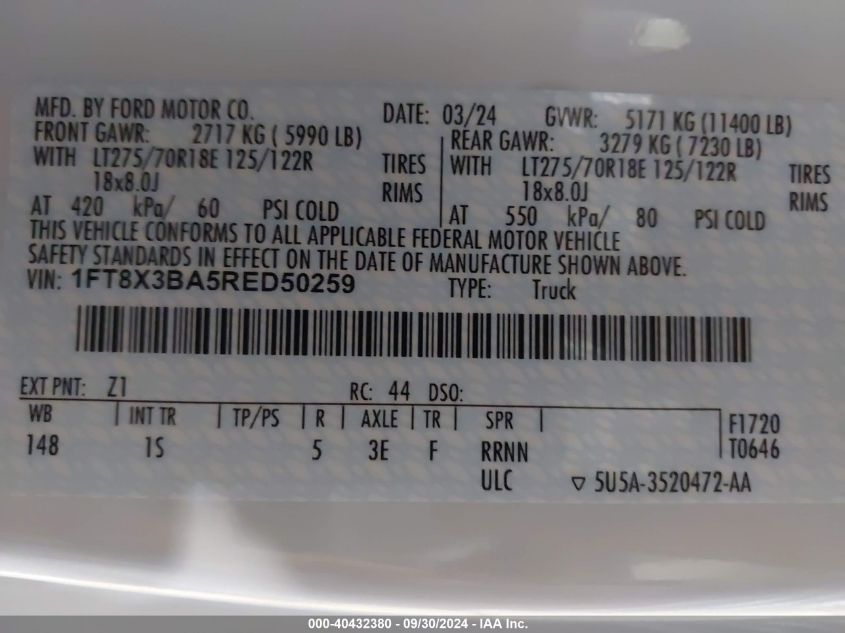 MFD. BY FORD MOTOR CO. DATE: 03/24 GVWR: 5171 KG (11400 LB)
FRONT GAWR: 2717 KG ( 5990 LB) REAR GAWR: 3279 KG ( 7230 LB)
WITH LT275/70R18E 125/122R TIRES WITH LT275/70R18E 125/122R TIRES
18x8.0J RIMS 18x8.0J RIMS
AT 420 kPa/ 60 PSI COLD AT 550 kPa/ 80 PSI COLD
THIS VEHICLE CONFORMS TO ALL APPLICABLE FEDERAL MOTOR VEHICLE
SAFETY STANDARDS IN EFFECT ON THE DATE OF MANUFACTURE SHOWN ABOVE.
VIN: 1FT8X3BA5RED50259 TYPE: Truck
EXT PNT: Z1 RC: 44 DSO:
WB INT TR TP/PS R AXLE TR SPR F1720
148 1S 5 3E F RRNN T0646
ULC ▽ 5U5A-3520472-AA
000-40432380 - 09/30/2024 - IAA Inc.